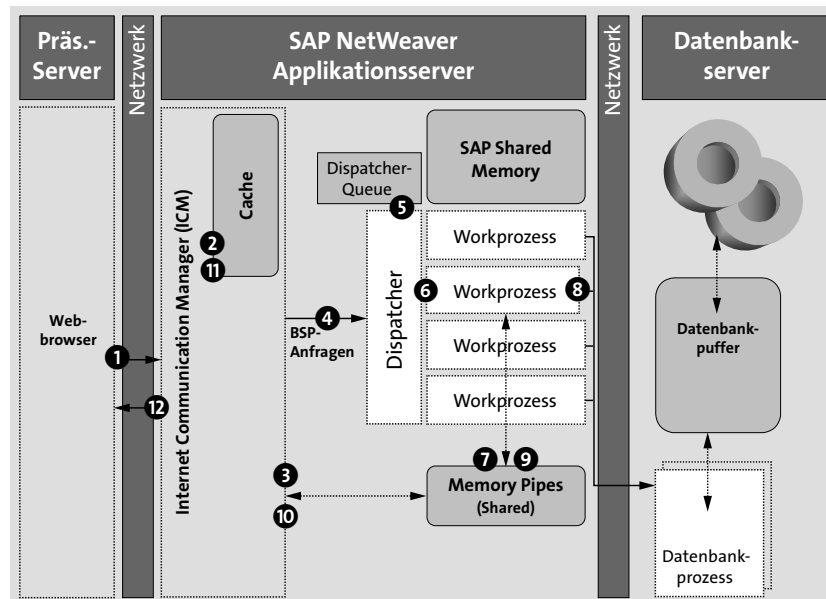 Präs.-
Server
Netzwerk
SAP NetWeaver
Applikationsserver
Netzwerk
Datenbank-
server
Web-
browser
1
12
Internet Communication Manager (ICM)
Cache
2
11
3
10
4
BSP-
Anfragen
Dispatcher-
Queue
5
Dispatcher
6
SAP Shared
Memory
Workprozess
Workprozess
8
Workprozess
Workprozess
7
9
Memory Pipes
(Shared)
Datenbank-
puffer
Datenbank-
prozess